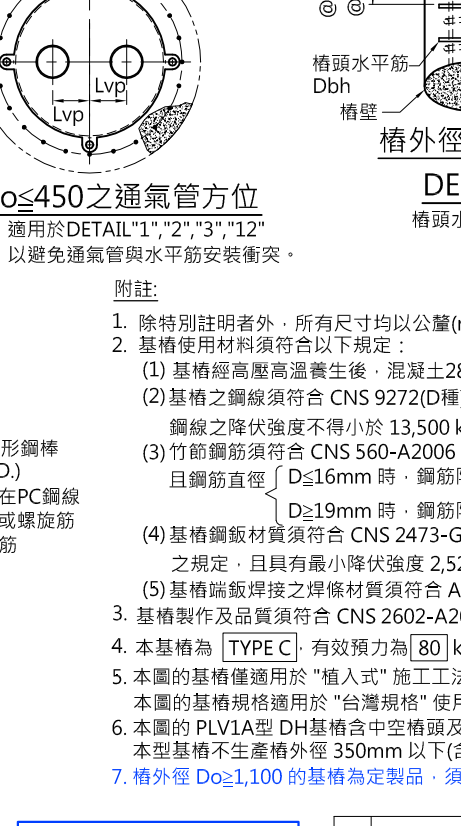 @
@
樁頭水平筋
Dbh
樁壁
樁外徑
Lvp
Lvp
o≦450之通氣管方位
適用於DETAIL"1","2","3","12"
以避免通氣管與水平筋安裝衝突。
DE
樁頭水
附註:
1. 除特別註明者外，所有尺寸均以公釐(
2. 基樁使用材料須符合以下規定：
(1) 基樁經高壓高溫養生後，混凝土28
(2)基樁之鋼線須符合 CNS 9272(D種
鋼線之降伏強度不得小於 13,500 k
(3)竹節鋼筋須符合 CNS 560-A2006
且鋼筋直徑 { D≦16mm 時，鋼筋降
D≧19mm 時，鋼筋降
(4)基樁鋼鈑材質須符合 CNS 2473-G
之規定，且具有最小降伏強度 2,52
(5)基樁端鈑焊接之焊條材質須符合 A
3. 基樁製作及品質須符合 CNS 2602-A2
4. 本基樁為 TYPE C，有效預力為 80 k
5. 本圖的基樁僅適用於 "植入式" 施工工法
本圖的基樁規格適用於 "台灣規格" 使用
6. 本圖的 PLV1A型 DH基樁含中空樁頭及
本型基樁不生產樁外徑 350mm 以下(含
7. 樁外徑 Do≧1,100 的基樁為定製品，須
形鋼棒
D.)
在PC鋼線
或螺旋筋
筋